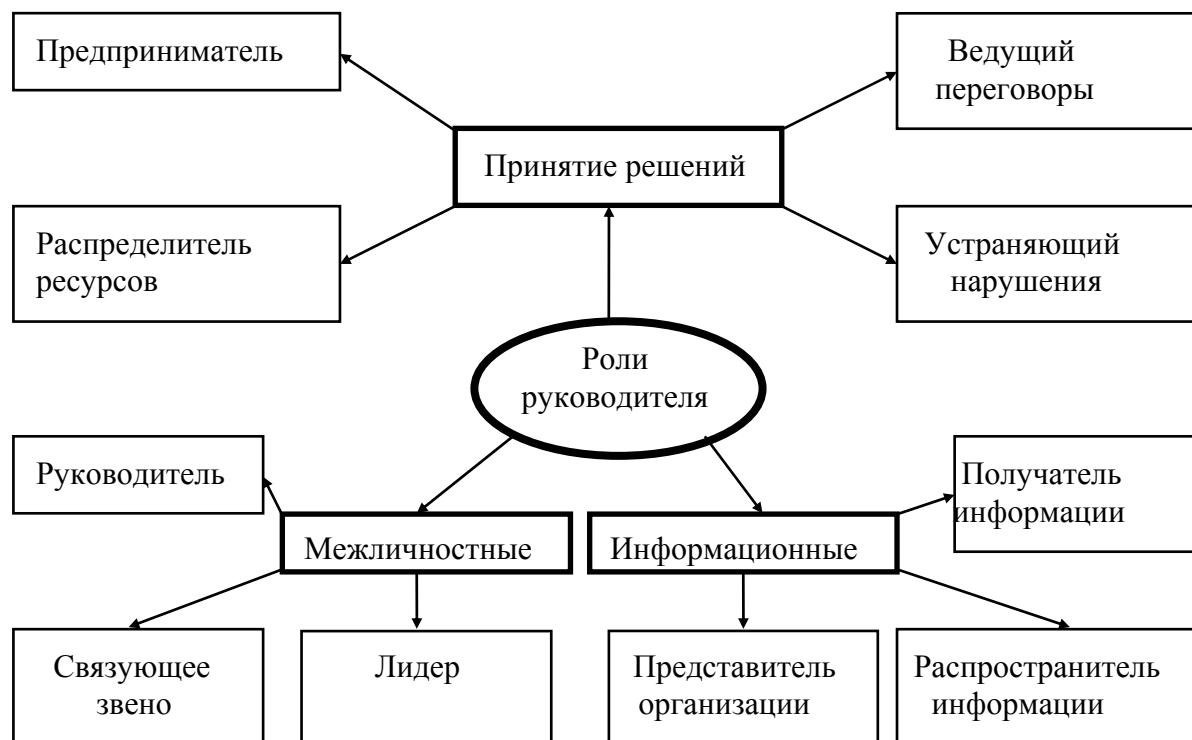 Предприниматель
Ведущий
переговоры
Принятие решений
Распределитель
ресурсов
Устраняющий
нарушения
Роли
руководителя
Руководитель
Получатель
информации
Межличностные
Информационные
Связующее
звено
Лидер
Представитель
организации
Распространитель
информации